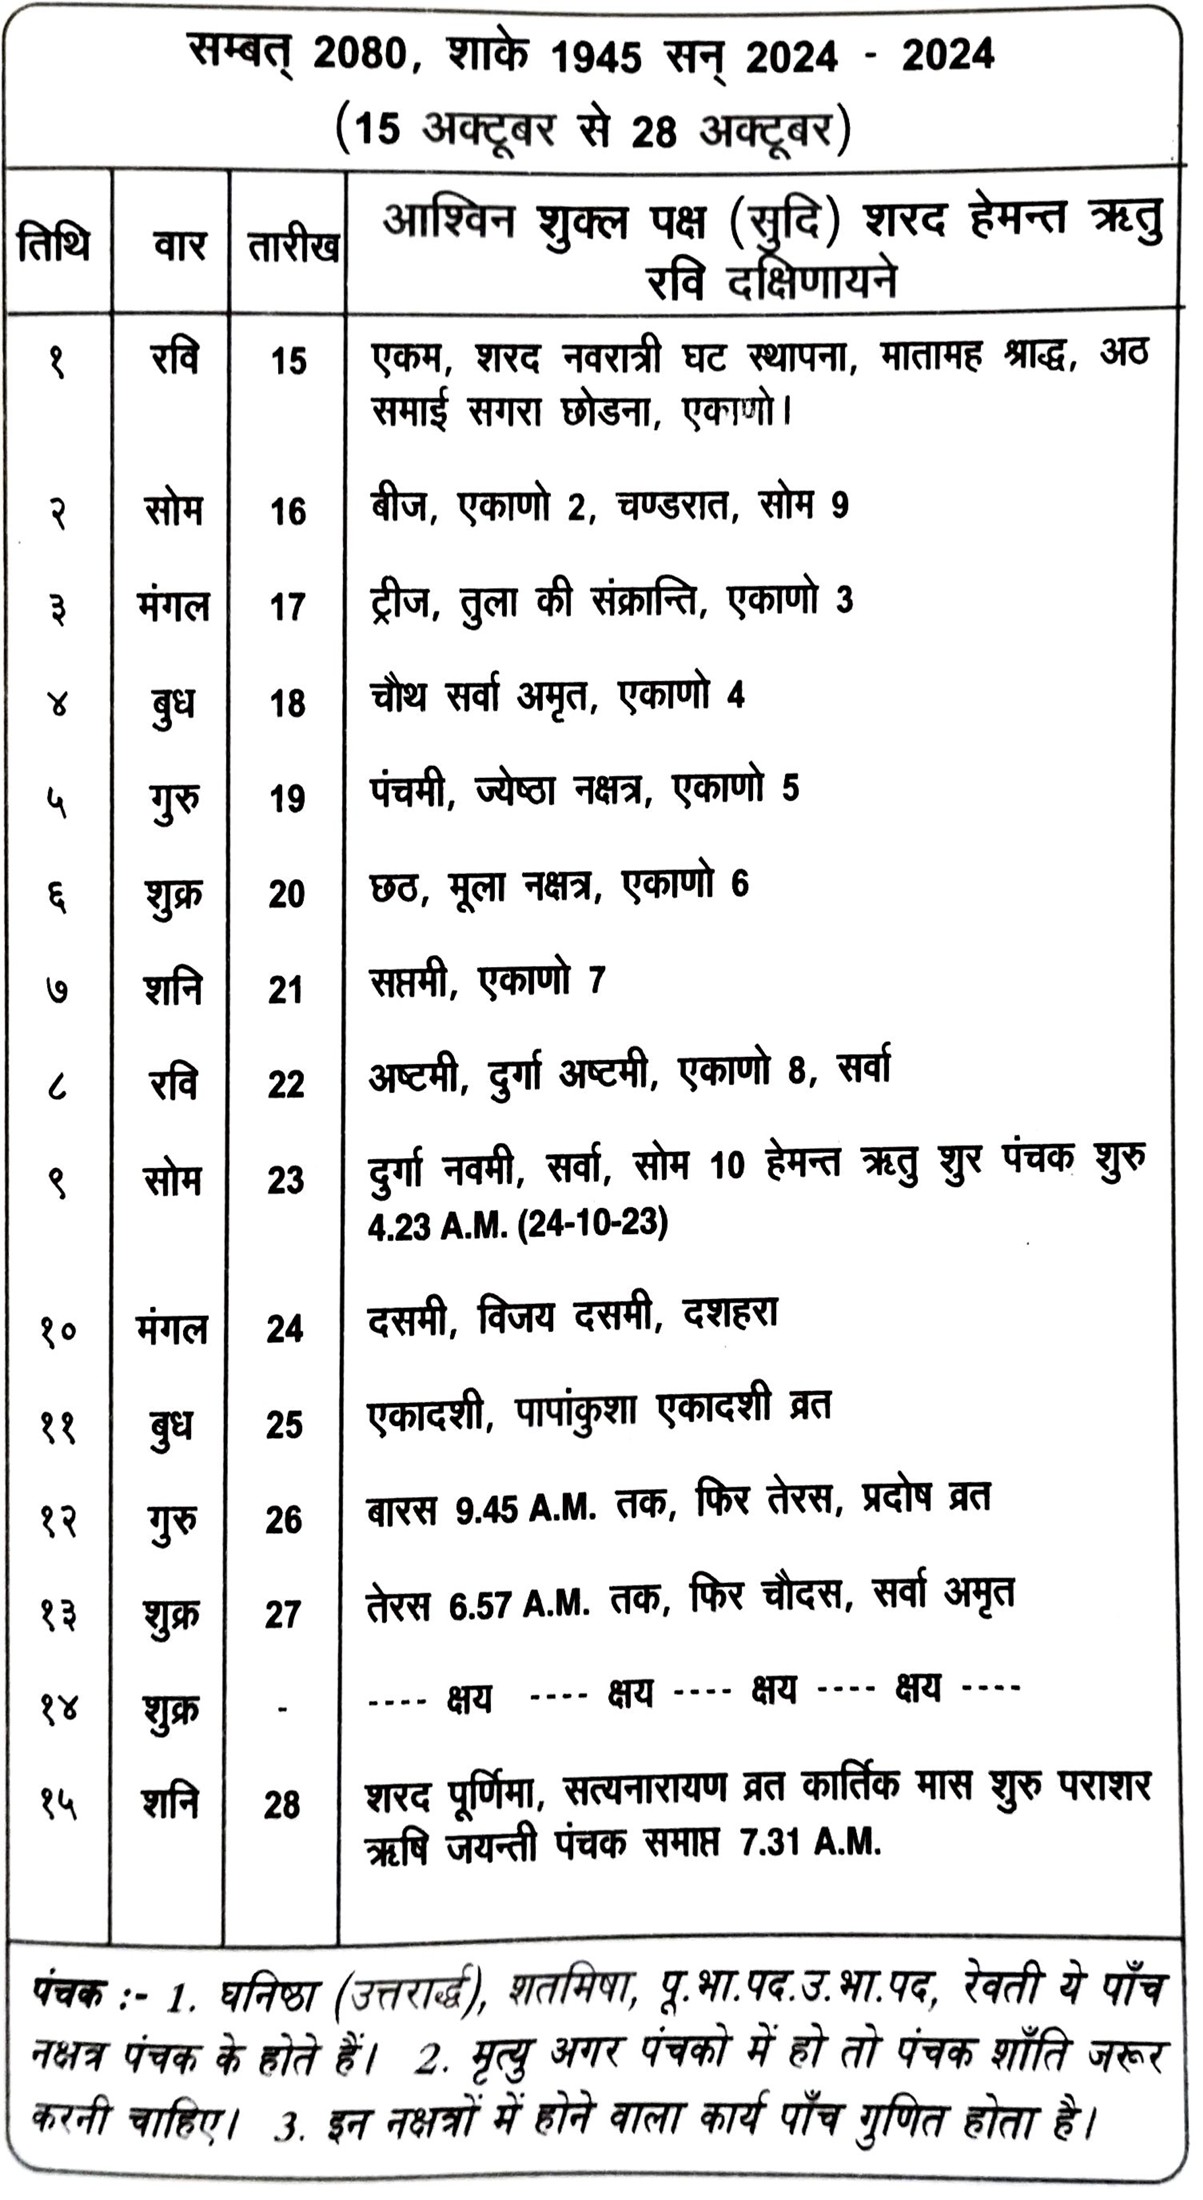 सम्बत् 2080, शाके 1945 सन् 2024 - 2024
(15 अक्टूबर से 28 अक्टूबर)
तिथि वार तारीख आश्विन शुक्ल पक्ष (सुदि) शरद हेमन्त ऋतु
रवि दक्षिणायने
१ रवि 15 एकम, शरद नवरात्री घट स्थापना, मातामह श्राद्ध, अठ
समाई सगरा छोडना, एकाणो।
२ सोम 16 बीज, एकाणो 2, चण्डरात, सोम 9
३ मंगल 17 ट्रीज, तुला की संक्रान्ति, एकाणो 3
४ बुध 18 चौथ सर्वा अमृत, एकाणो 4
५ गुरु 19 पंचमी, ज्येष्ठा नक्षत्र, एकाणो 5
६ शुक्र 20 छठ, मूला नक्षत्र, एकाणो 6
७ शनि 21 सप्तमी, एकाणो 7
८ रवि 22 अष्टमी, दुर्गा अष्टमी, एकाणो 8, सर्वा
९ सोम 23 दुर्गा नवमी, सर्वा, सोम 10 हेमन्त ऋतु शुर पंचक शुरु
4.23 A.M. (24-10-23)
१० मंगल 24 दसमी, विजय दसमी, दशहरा
११ बुध 25 एकादशी, पापांकुशा एकादशी व्रत
१२ गुरु 26 बारस 9.45 A.M. तक, फिर तेरस, प्रदोष व्रत
१३ शुक्र 27 तेरस 6.57 A.M. तक, फिर चौदस, सर्वा अमृत
१४ शुक्र - ---- क्षय ---- क्षय ---- क्षय ---- क्षय ----
१५ शनि 28 शरद पूर्णिमा, सत्यनारायण व्रत कार्तिक मास शुरु पराशर
ऋषि जयन्ती पंचक समाप्त 7.31 A.M.
पंचक :- 1. घनिष्ठा (उत्तरार्द्ध), शतमिषा, पू.भा.पद.उ.भा.पद, रेवती ये पाँच
नक्षत्र पंचक के होते हैं। 2. मृत्यु अगर पंचको में हो तो पंचक शाँति जरूर
करनी चाहिए। 3. इन नक्षत्रों में होने वाला कार्य पाँच गुणित होता है।